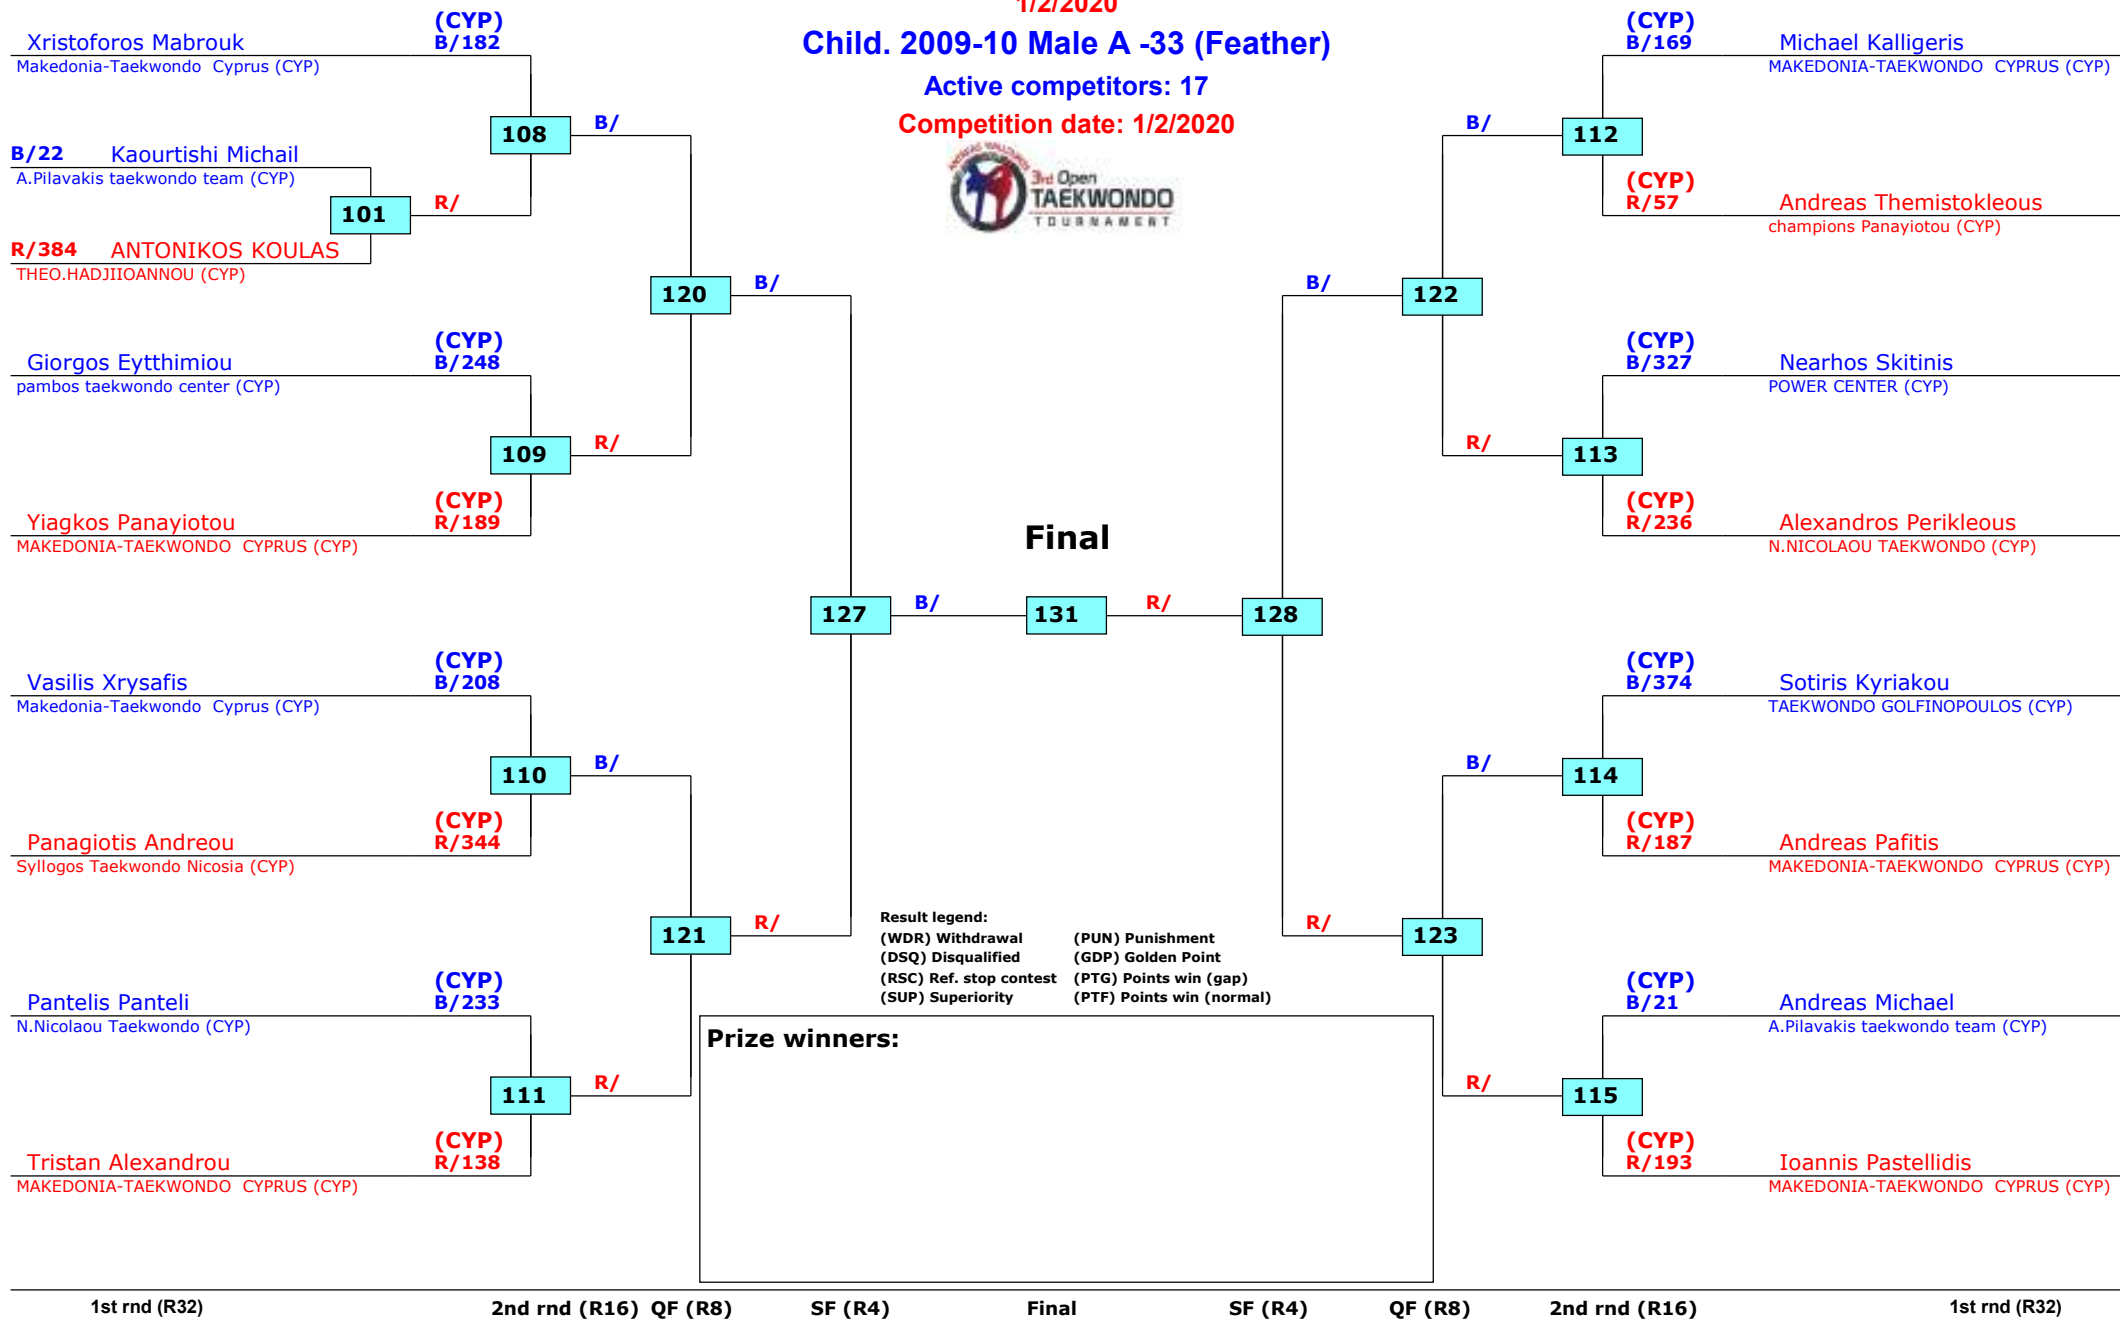 1/2/2020
Child. 2009-10 Male A -33 (Feather)
Active competitors: 17
Competition date: 1/2/2020
3rd Open
TAEKWONDO
TOURNAMENT
(CYP)
Xristoforos Mabrouk B/182
Makedonia-Taekwondo Cyprus (CYP)
108 B/
B/22 Kaourtishi Michail
A.Pilavakis taekwondo team (CYP)
101 R/
R/384 ANTONIKOS KOULAS
THEO.HADJIIOANNOU (CYP)
120 B/
(CYP)
Giorgos Eytthimiou B/248
pambos taekwondo center (CYP)
109 R/
(CYP)
Yiagkos Panayiotou R/189
MAKEDONIA-TAEKWONDO CYPRUS (CYP)
127 B/
(CYP)
Vasilis Xrysafis B/208
Makedonia-Taekwondo Cyprus (CYP)
110 B/
(CYP)
Panagiotis Andreou R/344
Syllogos Taekwondo Nicosia (CYP)
121 R/
(CYP)
Pantelis Panteli B/233
N.Nicolaou Taekwondo (CYP)
111 R/
(CYP)
Tristan Alexandrou R/138
MAKEDONIA-TAEKWONDO CYPRUS (CYP)
Final
131
(CYP)
B/169 Michael Kalligeris
MAKEDONIA-TAEKWONDO CYPRUS (CYP)
B/ 112
(CYP)
R/57 Andreas Themistokleous
champions Panayiotou (CYP)
B/ 122
(CYP)
B/327 Nearhos Skitinis
POWER CENTER (CYP)
R/ 113
(CYP)
R/236 Alexandros Perikleous
N.NICOLAOU TAEKWONDO (CYP)
R/ 128
(CYP)
B/374 Sotiris Kyriakou
TAEKWONDO GOLFINOPOULOS (CYP)
B/ 114
(CYP)
R/187 Andreas Pafitis
MAKEDONIA-TAEKWONDO CYPRUS (CYP)
R/ 123
(CYP)
B/21 Andreas Michael
A.Pilavakis taekwondo team (CYP)
R/ 115
(CYP)
R/193 Ioannis Pastellidis
MAKEDONIA-TAEKWONDO CYPRUS (CYP)
Result legend:
(WDR) Withdrawal (PUN) Punishment
(DSQ) Disqualified (GDP) Golden Point
(RSC) Ref. stop contest (PTG) Points win (gap)
(SUP) Superiority (PTF) Points win (normal)
Prize winners:
1st rnd (R32) 2nd rnd (R16) QF (R8) SF (R4) Final SF (R4) QF (R8) 2nd rnd (R16) 1st rnd (R32)